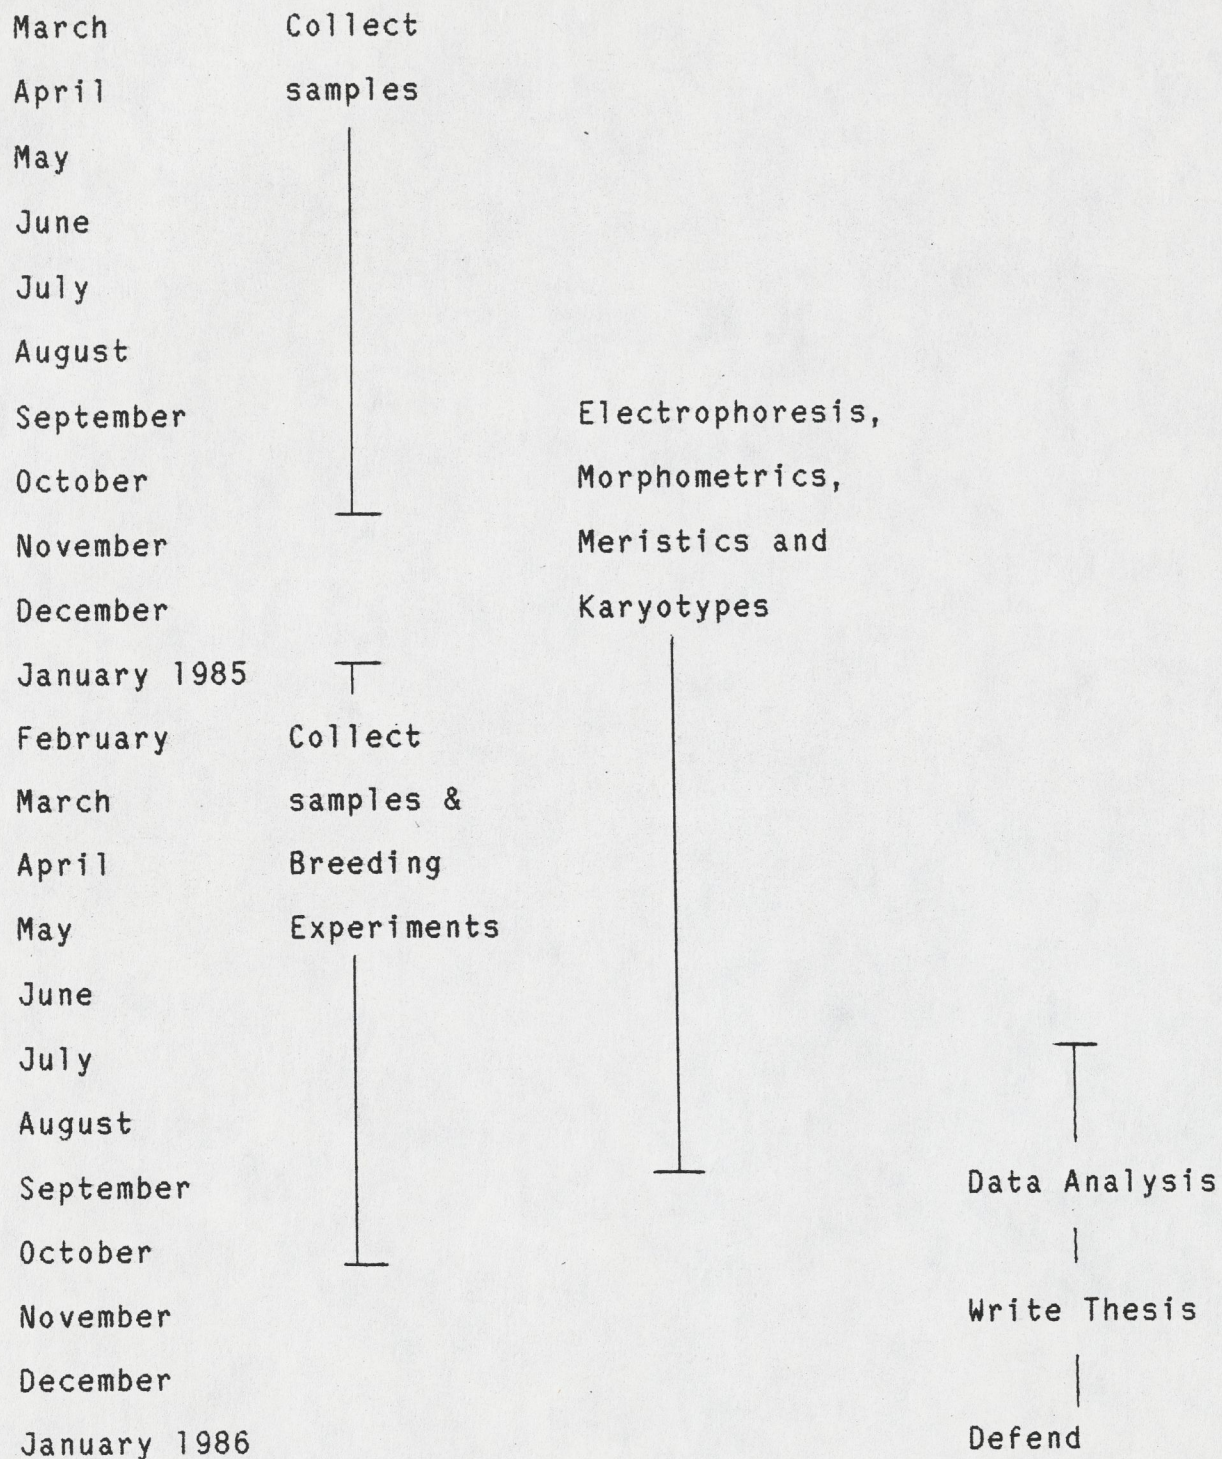 March Collect
April samples
May
June
July
August
September Electrophoresis,
October Morphometrics,
November Meristics and
December Karyotypes
January 1985
February Collect
March samples &
April Breeding
May Experiments
June
July
August
September Data Analysis
October
November Write Thesis
December
January 1986 Defend